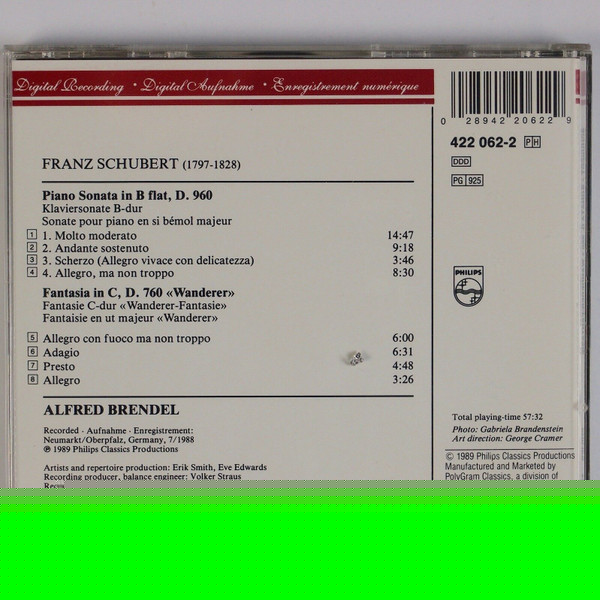 Digital Recording · Digital Aufnahme · Enregistrement numérique
0 28942 20622 9
422 062-2 PH
DDD
PG 925
PHILIPS
FRANZ SCHUBERT (1797-1828)
Piano Sonata in B flat, D. 960
Klaviersonate B-dur
Sonate pour piano en si bémol majeur
1 1. Molto moderato 14:47
2 2. Andante sostenuto 9:18
3 3. Scherzo (Allegro vivace con delicatezza) 3:46
4 4. Allegro, ma non troppo 8:30
Fantasia in C, D. 760 «Wanderer»
Fantasie C-dur «Wanderer-Fantasie»
Fantaisie en ut majeur «Wanderer»
5 Allegro con fuoco ma non troppo 6:00
6 Adagio 6:31
7 Presto 4:48
8 Allegro 3:26
ALFRED BRENDEL
Recorded · Aufnahme · Enregistrement:
Neumarkt/Oberpfalz, Germany, 7/1988
℗ 1989 Philips Classics Productions
Artists and repertoire production: Erik Smith, Eve Edwards
Recording producer, balance engineer: Volker Straus
Total playing-time 57:32
Photo: Gabriela Brandenstein
Art direction: George Cramer
© 1989 Philips Classics Productions
Manufactured and Marketed by
PolyGram Classics, a division of